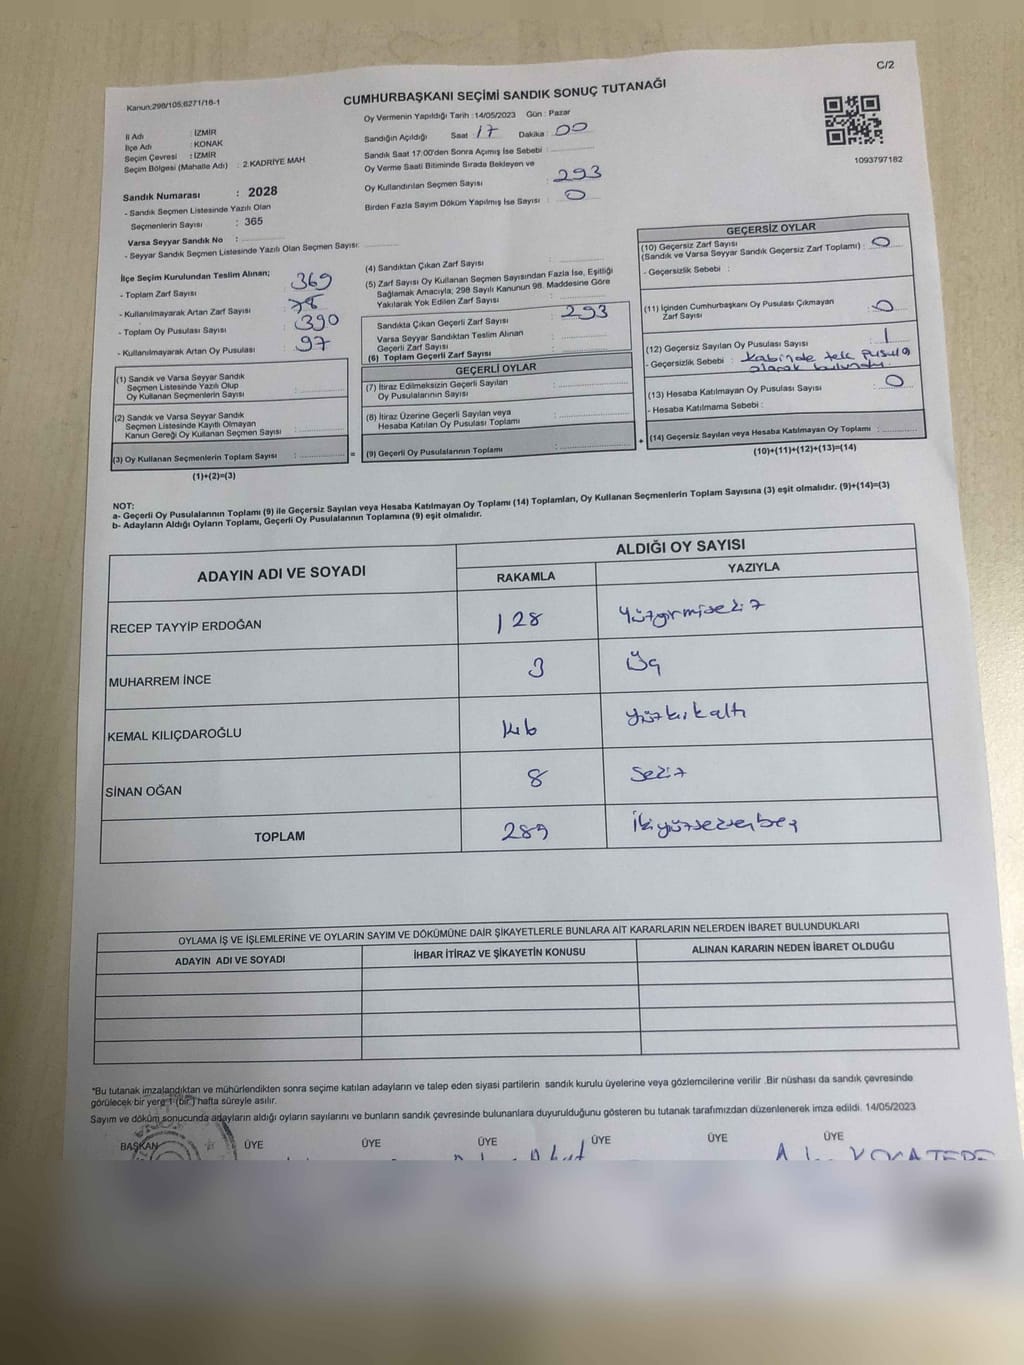 C/2
Kanun:298/105;6271/16-1
CUMHURBAŞKANI SEÇİMİ SANDIK SONUÇ TUTANAĞI
İl Adı : İZMİR
İlçe Adı : KONAK
Seçim Çevresi : İZMİR
Seçim Bölgesi (Mahalle Adı) : 2.KADRİYE MAH
Sandık Numarası : 2028
- Sandık Seçmen Listesinde Yazılı Olan
Seçmenlerin Sayısı : 365
Varsa Seyyar Sandık No :
- Seyyar Sandık Seçmen Listesinde Yazılı Olan Seçmen Sayısı:
Oy Vermenin Yapıldığı Tarih :14/05/2023 Gün : Pazar
Sandığın Açıldığı Saat 17 Dakika : 00
Sandık Saat 17:00'den Sonra Açımış İse Sebebi :
Oy Verme Saati Bitiminde Sırada Bekleyen ve
Oy Kullandırılan Seçmen Sayısı : 293
Birden Fazla Sayım Döküm Yapılmış İse Sayısı : 0
1093797182
İlçe Seçim Kurulundan Teslim Alınan;
- Toplam Zarf Sayısı : 369
- Kullanılmayarak Artan Zarf Sayısı : 76
- Toplam Oy Pusulası Sayısı : 390
- Kullanılmayarak Artan Oy Pusulası : 97
(1) Sandık ve Varsa Seyyar Sandık
Seçmen Listesinde Yazılı Olup
Oy Kullanan Seçmenlerin Sayısı :
(2) Sandık ve Varsa Seyyar Sandık
Seçmen Listesinde Kayıtlı Olmayan
Kanun Gereği Oy Kullanan Seçmen Sayısı :
(3) Oy Kullanan Seçmenlerin Toplam Sayısı :
=
(1)+(2)=(3)
(4) Sandıktan Çıkan Zarf Sayısı :
(5) Zarf Sayısı Oy Kullanan Seçmen Sayısından Fazla İse, Eşitliği
Sağlamak Amacıyla; 298 Sayılı Kanunun 98. Maddesine Göre
Yakılarak Yok Edilen Zarf Sayısı :
Sandıkta Çıkan Geçerli Zarf Sayısı : 293
Varsa Seyyar Sandıktan Teslim Alınan
Geçerli Zarf Sayısı :
(6) Toplam Geçerli Zarf Sayısı :
GEÇERLİ OYLAR
(7) İtiraz Edilmeksizin Geçerli Sayılan
Oy Pusulalarının Sayısı :
(8) İtiraz Üzerine Geçerli Sayılan veya
Hesaba Katılan Oy Pusulası Toplamı :
(9) Geçerli Oy Pusulalarının Toplamı :
+
GEÇERSİZ OYLAR
(10) Geçersiz Zarf Sayısı
(Sandık ve Varsa Seyyar Sandık Geçersiz Zarf Toplamı) : 0
- Geçersizlik Sebebi :
(11) İçinden Cumhurbaşkanı Oy Pusulası Çıkmayan
Zarf Sayısı : 0
(12) Geçersiz Sayılan Oy Pusulası Sayısı : 1
- Geçersizlik Sebebi : Kabinde tek pusula
olarak bulundu.
(13) Hesaba Katılmayan Oy Pusulası Sayısı : 0
- Hesaba Katılmama Sebebi :
(14) Geçersiz Sayılan veya Hesaba Katılmayan Oy Toplamı :
(10)+(11)+(12)+(13)=(14)
NOT:
a- Geçerli Oy Pusulalarının Toplamı (9) ile Geçersiz Sayılan veya Hesaba Katılmayan Oy Toplamı (14) Toplamları, Oy Kullanan Seçmenlerin Toplam Sayısına (3) eşit olmalıdır. (9)+(14)=(3)
b- Adayların Aldığı Oyların Toplamı, Geçerli Oy Pusulalarının Toplamına (9) eşit olmalıdır.
ADAYIN ADI VE SOYADI ALDIĞI OY SAYISI
RAKAMLA YAZIYLA
RECEP TAYYİP ERDOĞAN 128 Yüzyirmisekiz
MUHARREM İNCE 3 Üç
KEMAL KILIÇDAROĞLU 146 yüzkırkaltı
SİNAN OĞAN 8 Sekiz
TOPLAM 289 İkiyüzseksenbeş
OYLAMA İŞ VE İŞLEMLERİNE VE OYLARIN SAYIM VE DÖKÜMÜNE DAİR ŞİKAYETLERLE BUNLARA AİT KARARLARIN NELERDEN İBARET BULUNDUKLARI
ADAYIN ADI VE SOYADI İHBAR İTİRAZ VE ŞİKAYETİN KONUSU ALINAN KARARIN NEDEN İBARET OLDUĞU
"Bu tutanak imzalandıktan ve mühürlendikten sonra seçime katılan adayların ve talep eden siyasi partilerin sandık kurulu üyelerine veya gözlemcilerine verilir .Bir nüshası da sandık çevresinde
görülecek bir yere 1 (bir) hafta süreyle asılır.
Sayım ve döküm sonucunda adayların aldığı oyların sayılarını ve bunların sandık çevresinde bulunanlara duyurulduğunu gösteren bu tutanak tarafımızdan düzenlenerek imza edildi. 14/05/2023
BAŞKAN ÜYE ÜYE ÜYE ÜYE ÜYE ÜYE